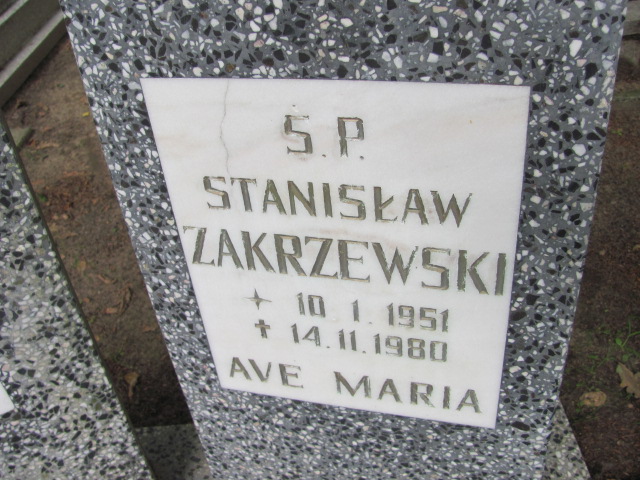 S.P.
STANISŁAW
ZAKRZEWSKI
10.1.1951
14.11.1980
AVE MARIA